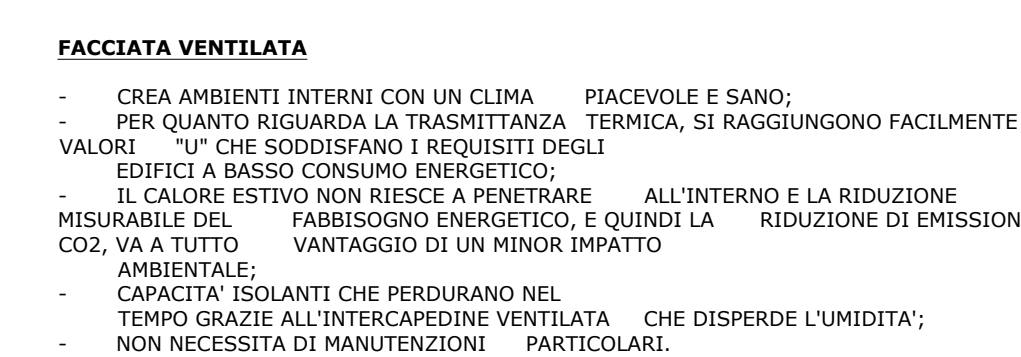 FACCIATA VENTILATA
- CREA AMBIENTI INTERNI CON UN CLIMA PIACEVOLE E SANO;
- PER QUANTO RIGUARDA LA TRASMITTANZA TERMICA, SI RAGGIUNGONO FACILMENTE
VALORI "U" CHE SODDISFANO I REQUISITI DEGLI
EDIFICI A BASSO CONSUMO ENERGETICO;
- IL CALORE ESTIVO NON RIESCE A PENETRARE ALL'INTERNO E LA RIDUZIONE
MISURABILE DEL FABBISOGNO ENERGETICO, E QUINDI LA RIDUZIONE DI EMISSION
CO2, VA A TUTTO VANTAGGIO DI UN MINOR IMPATTO
AMBIENTALE;
- CAPACITA' ISOLANTI CHE PERDURANO NEL
TEMPO GRAZIE ALL'INTERCAPEDINE VENTILATA CHE DISPERDE L'UMIDITA';
- NON NECESSITA DI MANUTENZIONI PARTICOLARI.